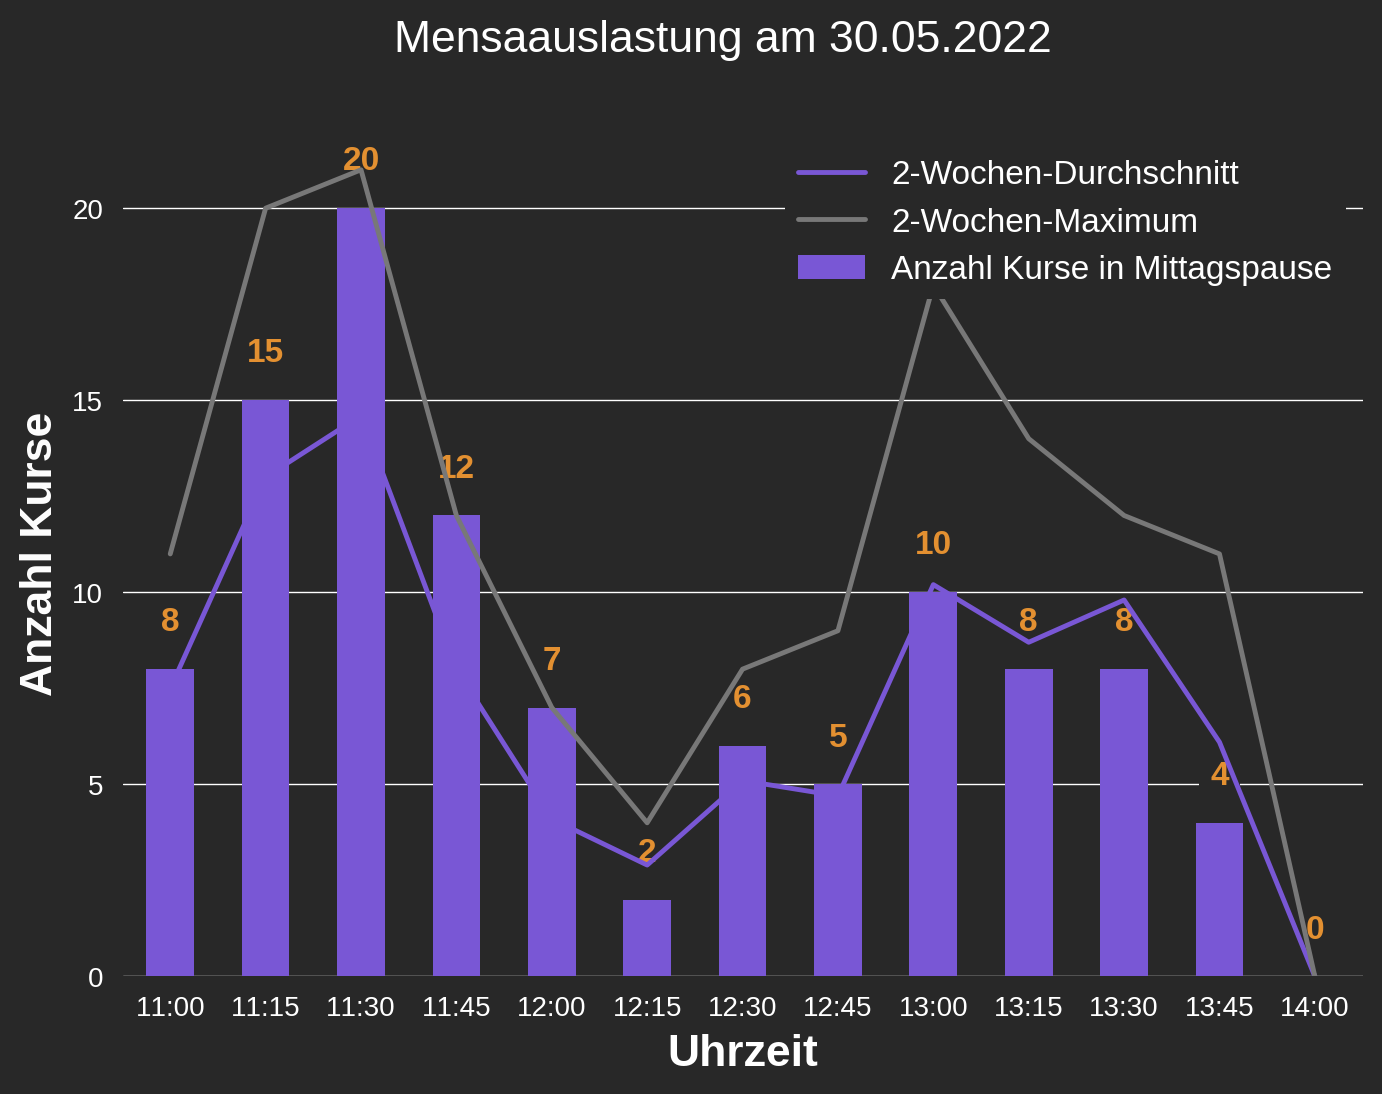 Mensaauslastung am 30.05.2022
2-Wochen-Durchschnitt
2-Wochen-Maximum
Anzahl Kurse in Mittagspause
Anzahl Kurse
20
15
10
5
0
8
15
20
12
7
2
6
5
10
8
8
4
0
11:00 11:15 11:30 11:45 12:00 12:15 12:30 12:45 13:00 13:15 13:30 13:45 14:00
Uhrzeit